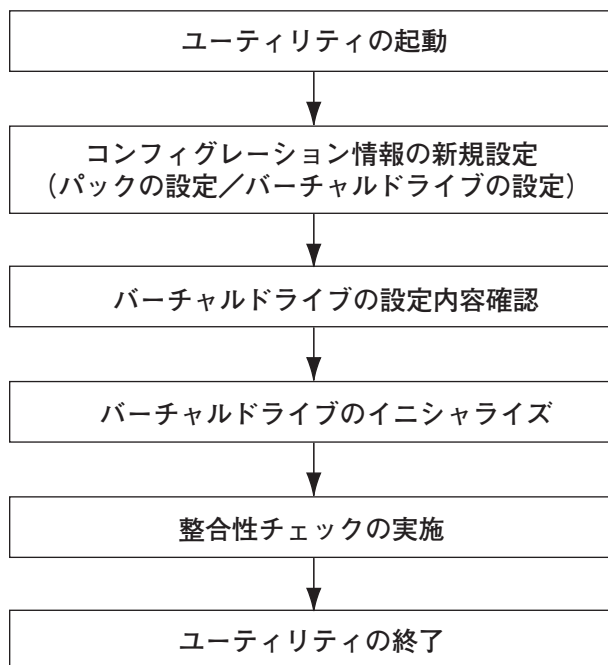 ユーティリティの起動
コンフィグレーション情報の新規設定
（パックの設定／バーチャルドライブの設定）
バーチャルドライブの設定内容確認
バーチャルドライブのイニシャライズ
整合性チェックの実施
ユーティリティの終了